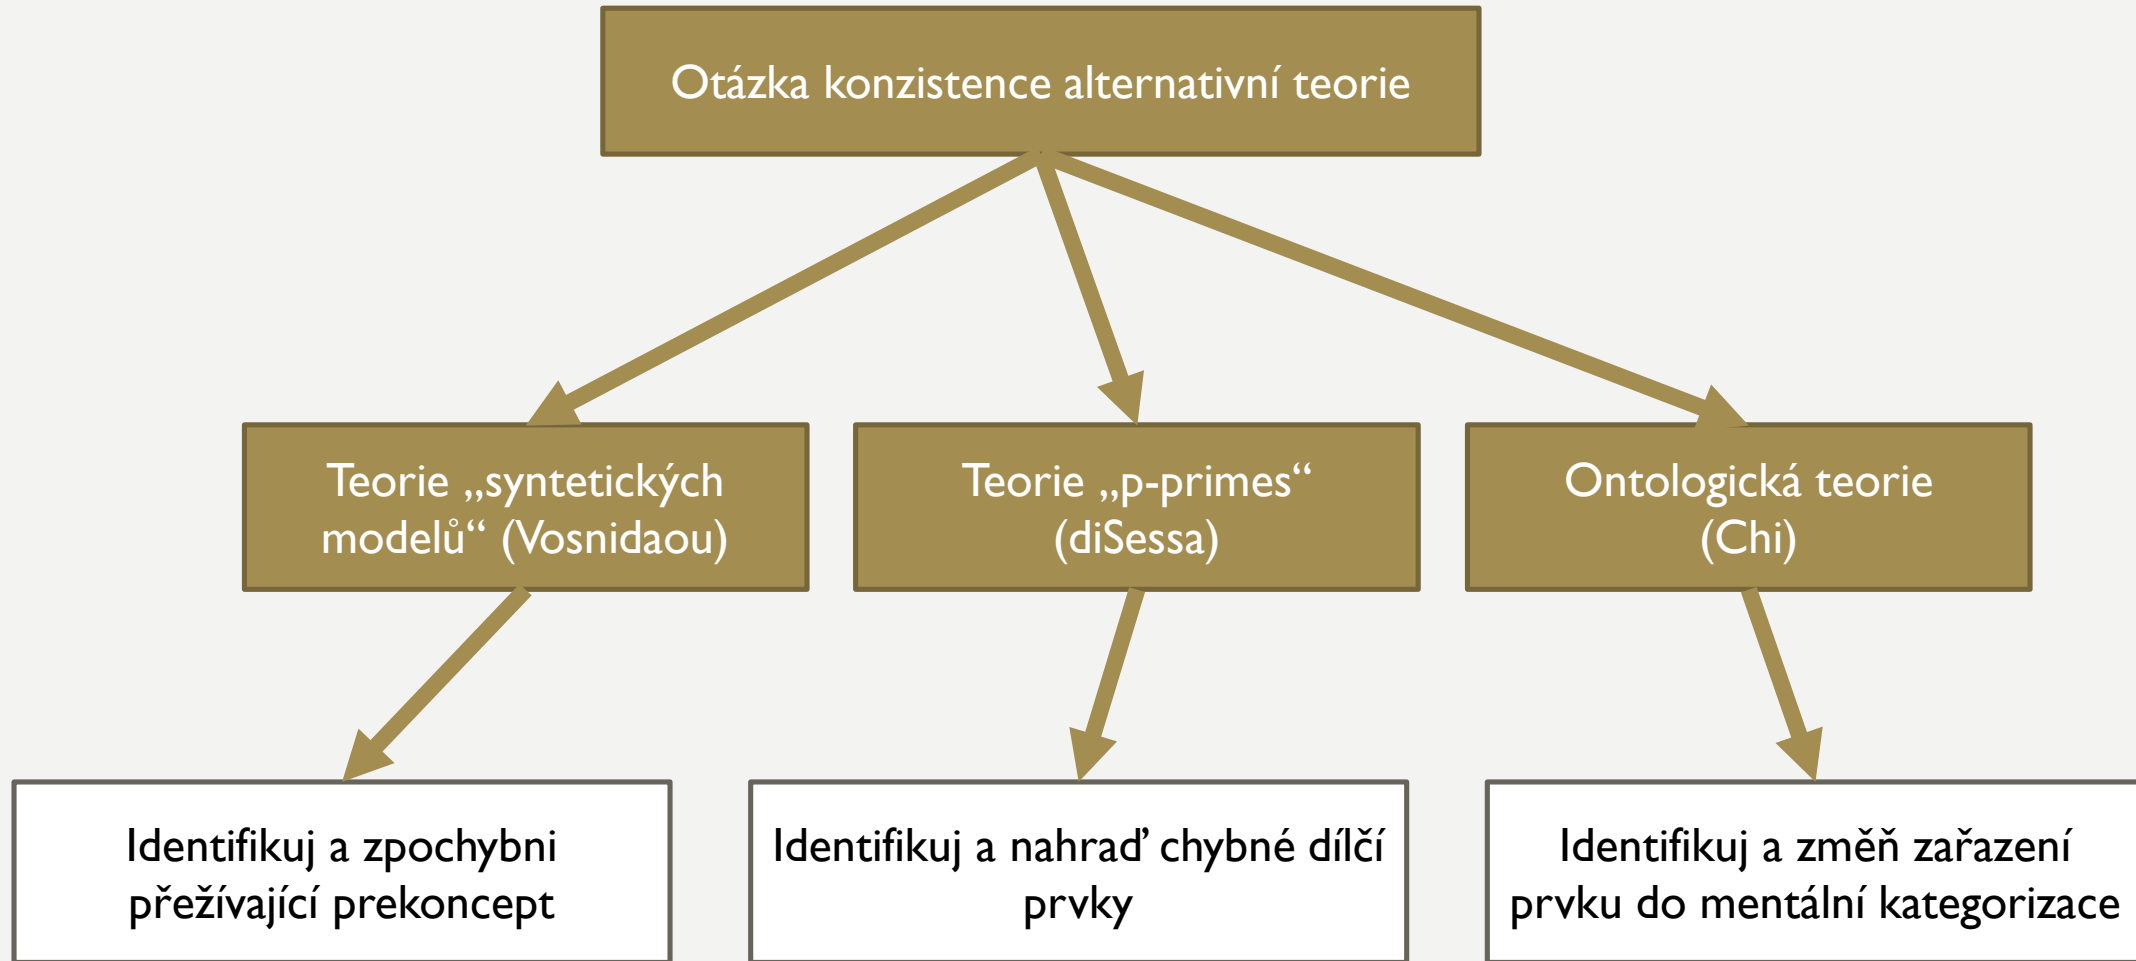 Otázka konzistence alternativní teorie
Teorie „syntetických
modelů“ (Vosnidaou)
Teorie „p-primes“
(diSessa)
Ontologická teorie
(Chi)
Identifikuj a zpochybni
přežívající prekoncept
Identifikuj a nahraď chybné dílčí
prvky
Identifikuj a změň zařazení
prvku do mentální kategorizace